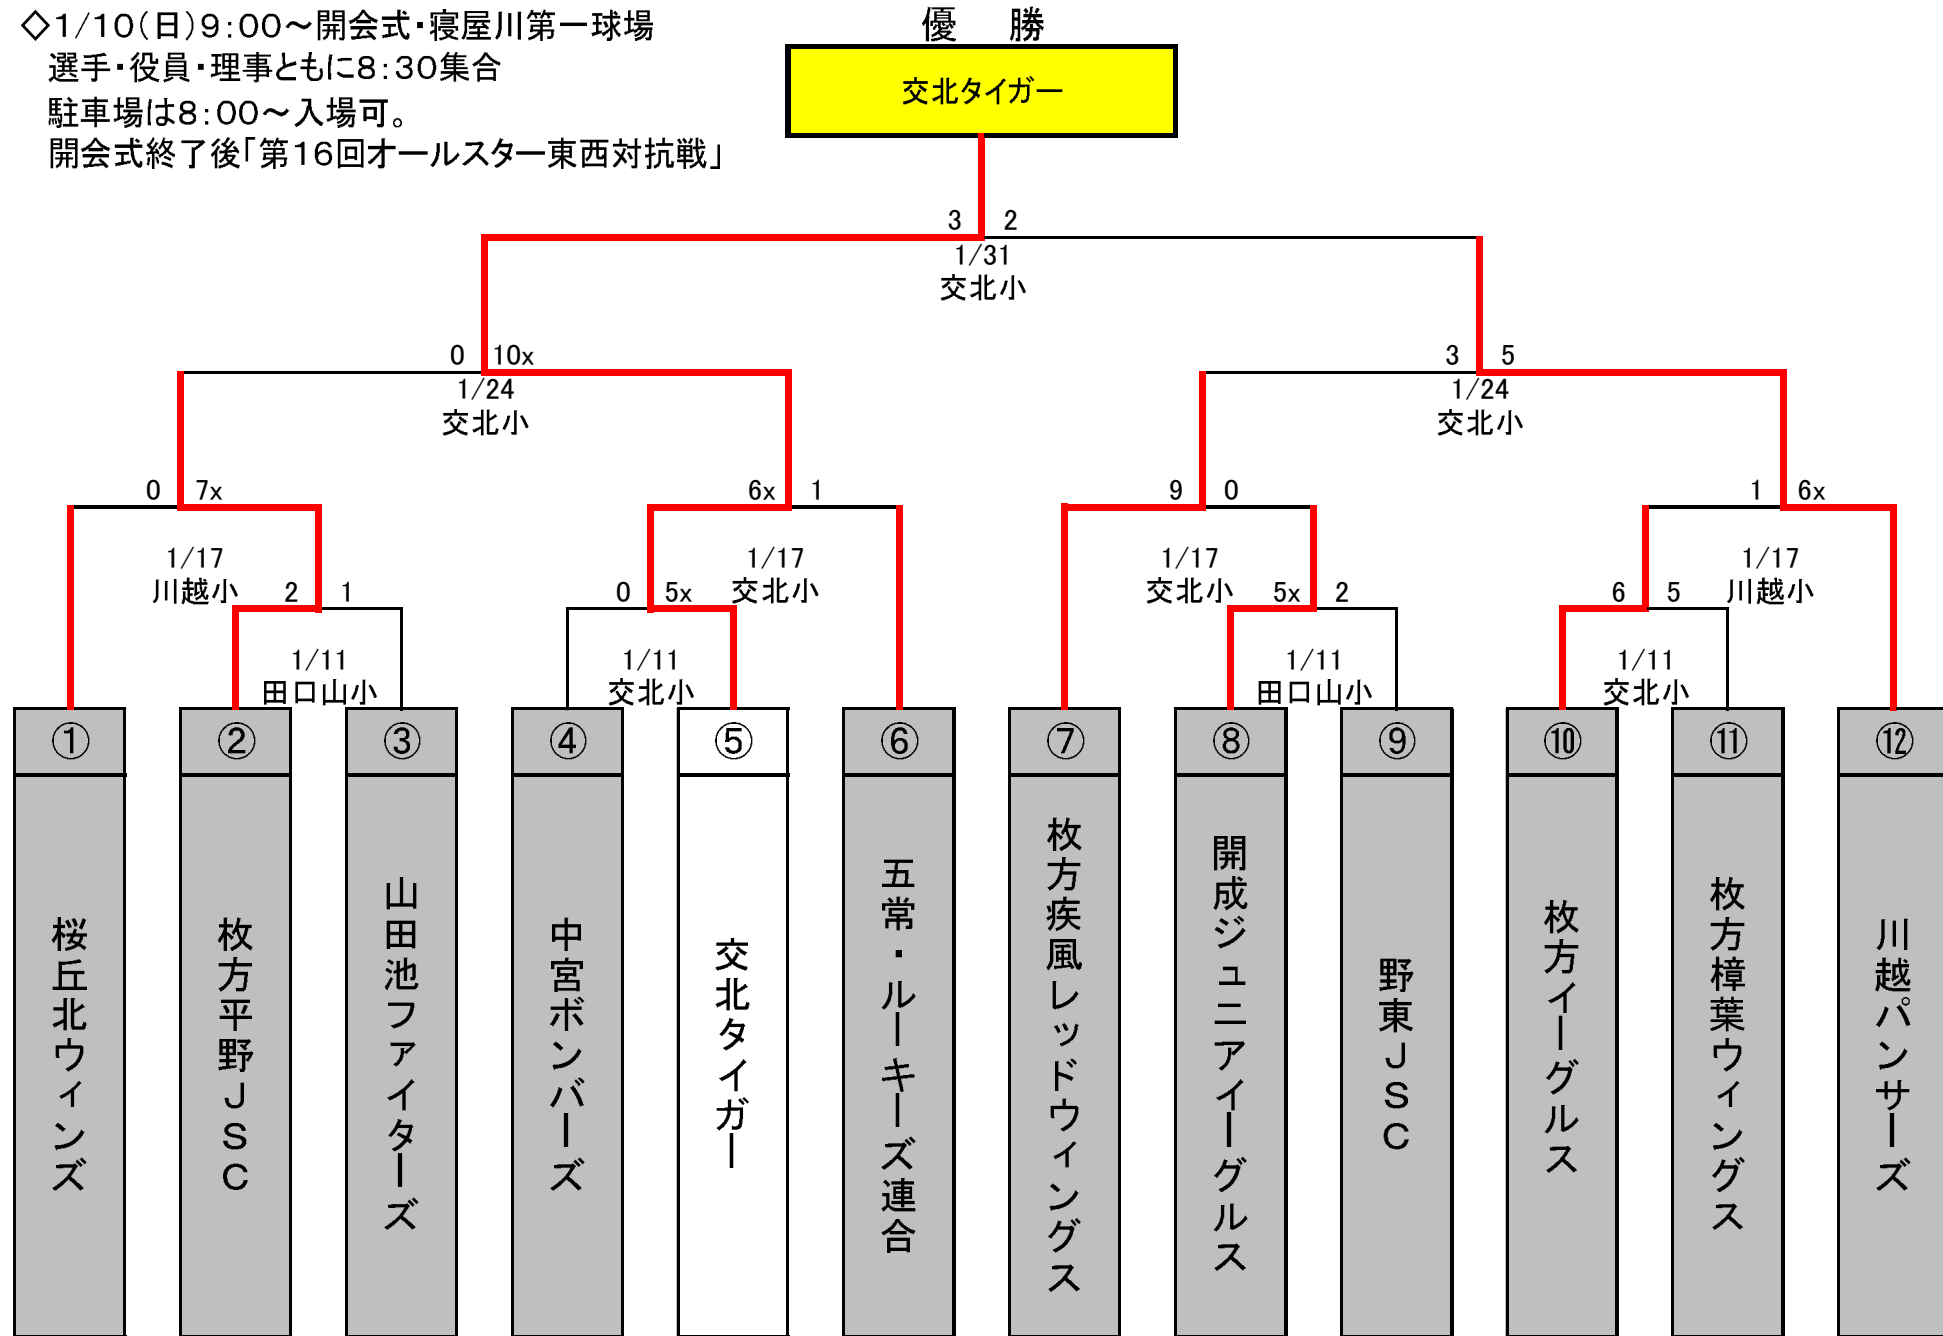 ◇1/10(日)9:00～開会式・寝屋川第一球場
選手・役員・理事ともに8:30集合
駐車場は8:00～入場可。
開会式終了後「第16回オールスター東西対抗戦」
優　勝
交北タイガー
3 2
1/31
交北小
0 10x
1/24
交北小
3 5
1/24
交北小
0 7x
1/17
川越小
6x 1
1/17
交北小
9 0
1/17
交北小
1 6x
1/17
川越小
2 1
1/11
田口山小
0 5x
1/11
交北小
5x 2
1/11
田口山小
6 5
1/11
交北小
①
桜丘北ウィンズ
②
枚方平野JSC
③
山田池ファイターズ
④
中宮ボンバーズ
⑤
交北タイガー
⑥
五常・ルーキーズ連合
⑦
枚方疾風レッドウィングス
⑧
開成ジュニアイーグルス
⑨
野東JSC
⑩
枚方イーグルス
⑪
枚方樟葉ウィングス
⑫
川越パンサーズ